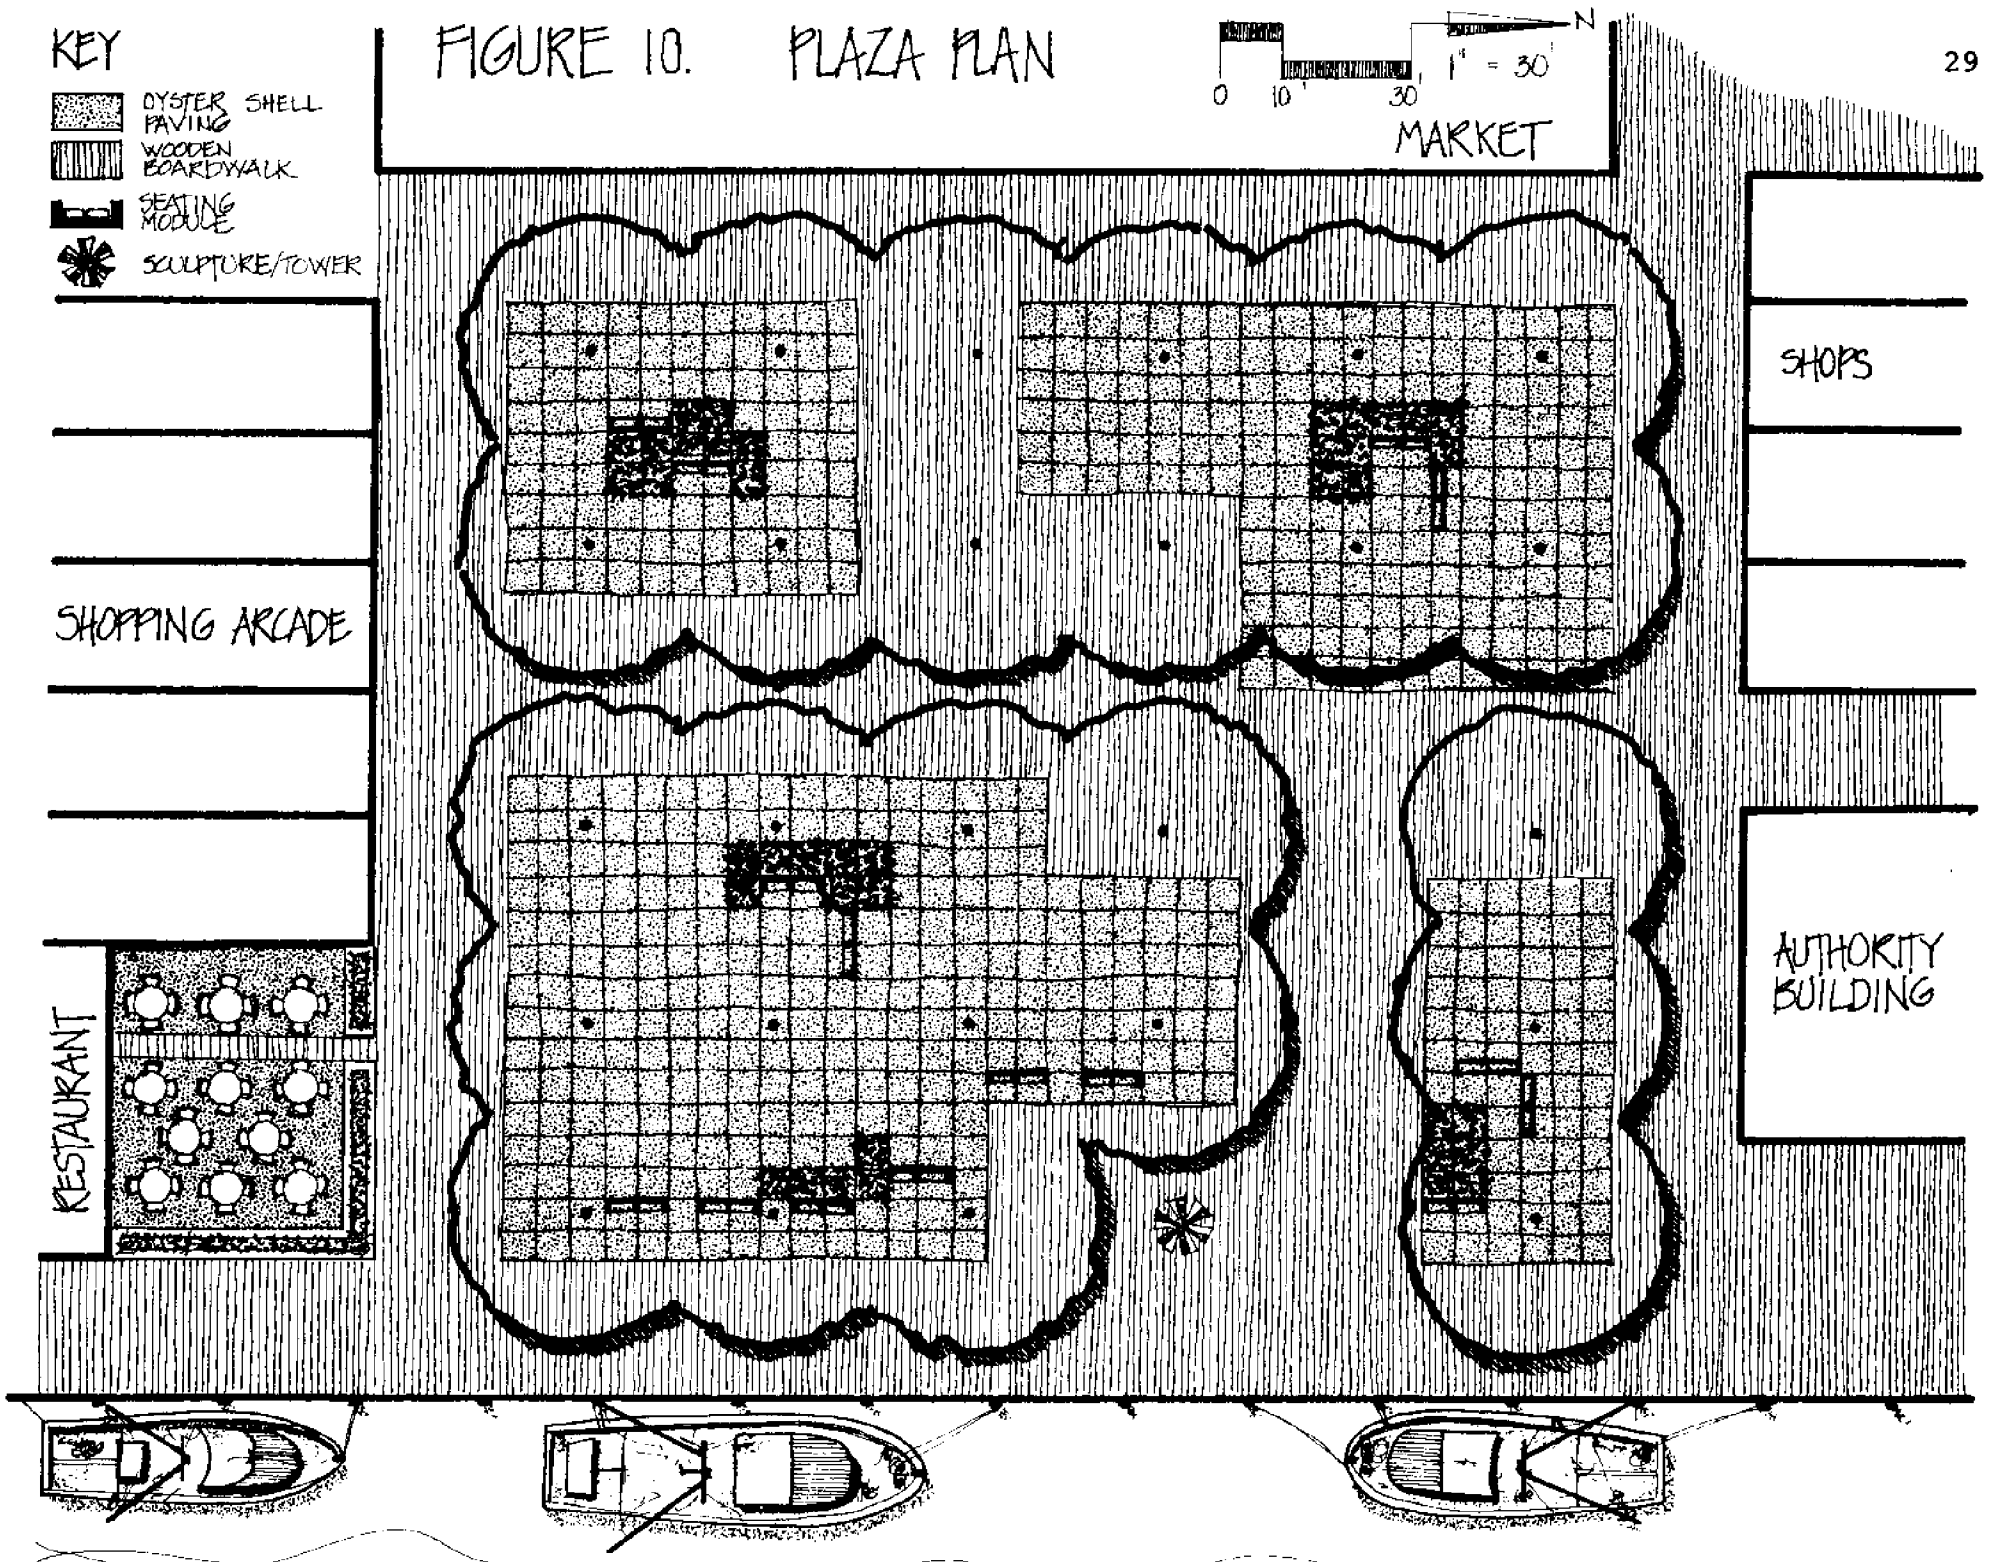 KEY
OYSTER SHELL
PAVING
WOODEN
BOARDWALK
SEATING
MODULE
SCULPTURE/TOWER
FIGURE 10. PLAZA PLAN
N
1" = 30'
0 10' 30'
29
MARKET
SHOPS
SHOPPING ARCADE
AUTHORITY
BUILDING
RESTAURANT